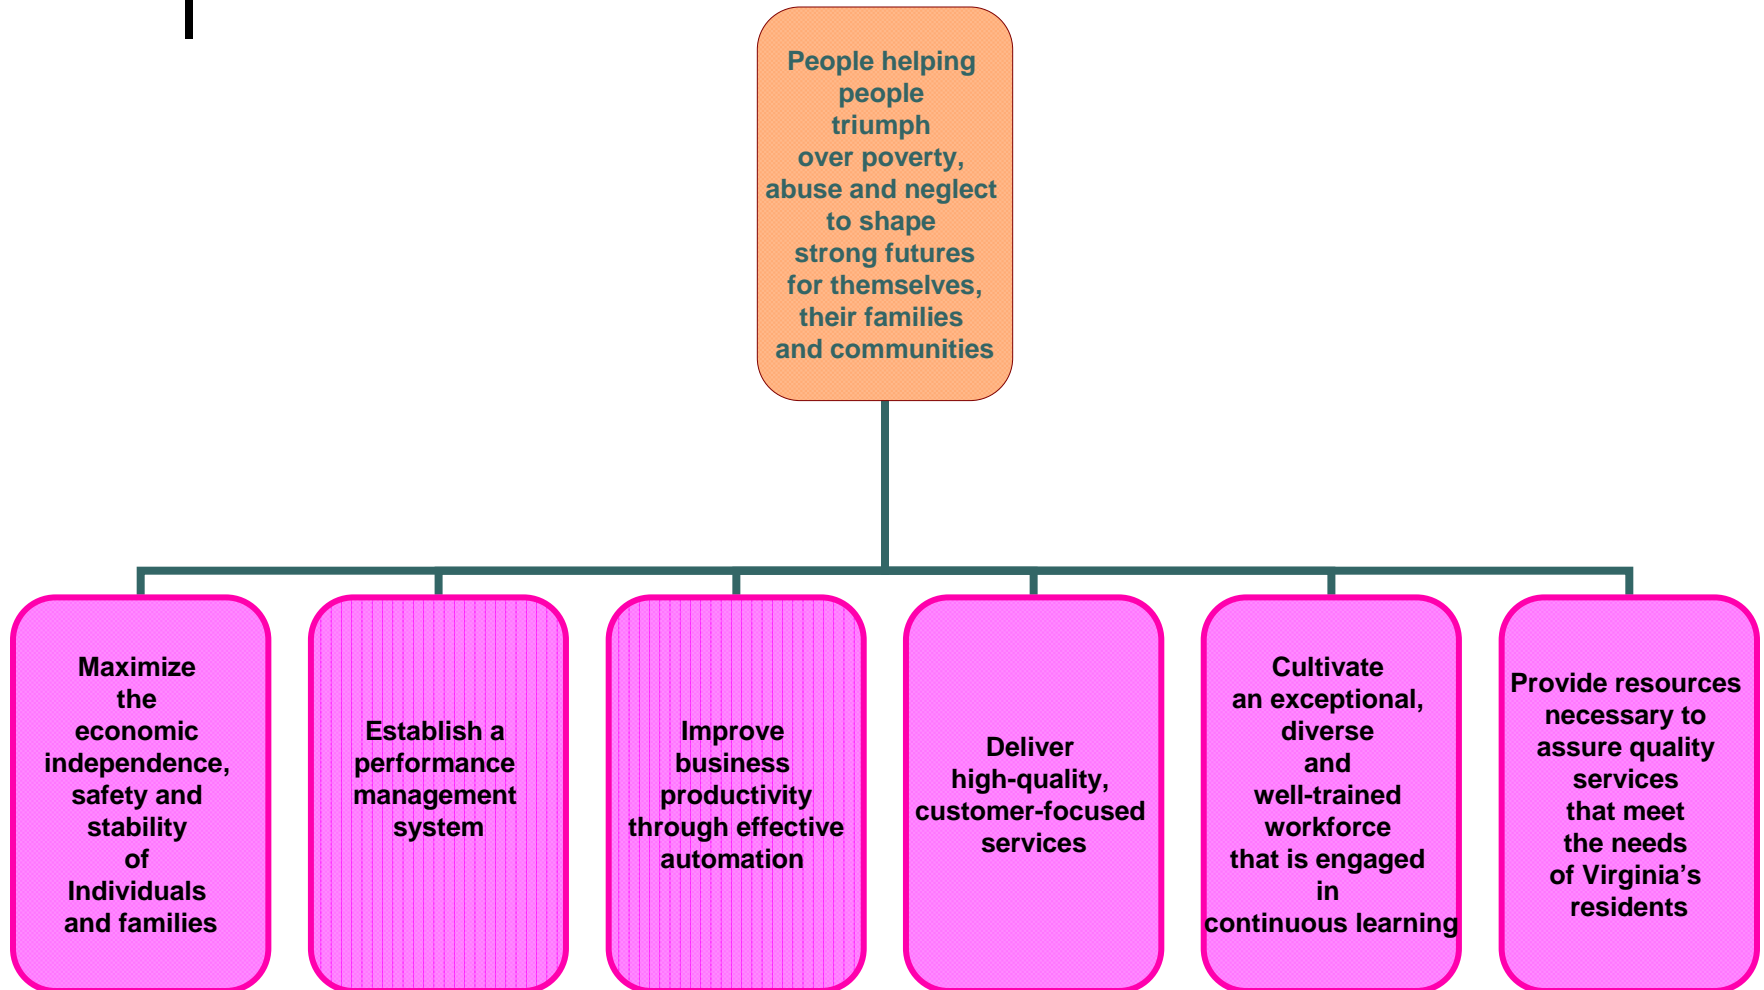 People helping
people
triumph
over poverty,
abuse and neglect
to shape
strong futures
for themselves,
their families
and communities
Maximize
the
economic
independence,
safety and
stability
of
Individuals
and families
Establish a
performance
management
system
Improve
business
productivity
through effective
automation
Deliver
high-quality,
customer-focused
services
Cultivate
an exceptional,
diverse
and
well-trained
workforce
that is engaged
in
continuous learning
Provide resources
necessary to
assure quality
services
that meet
the needs
of Virginia’s
residents